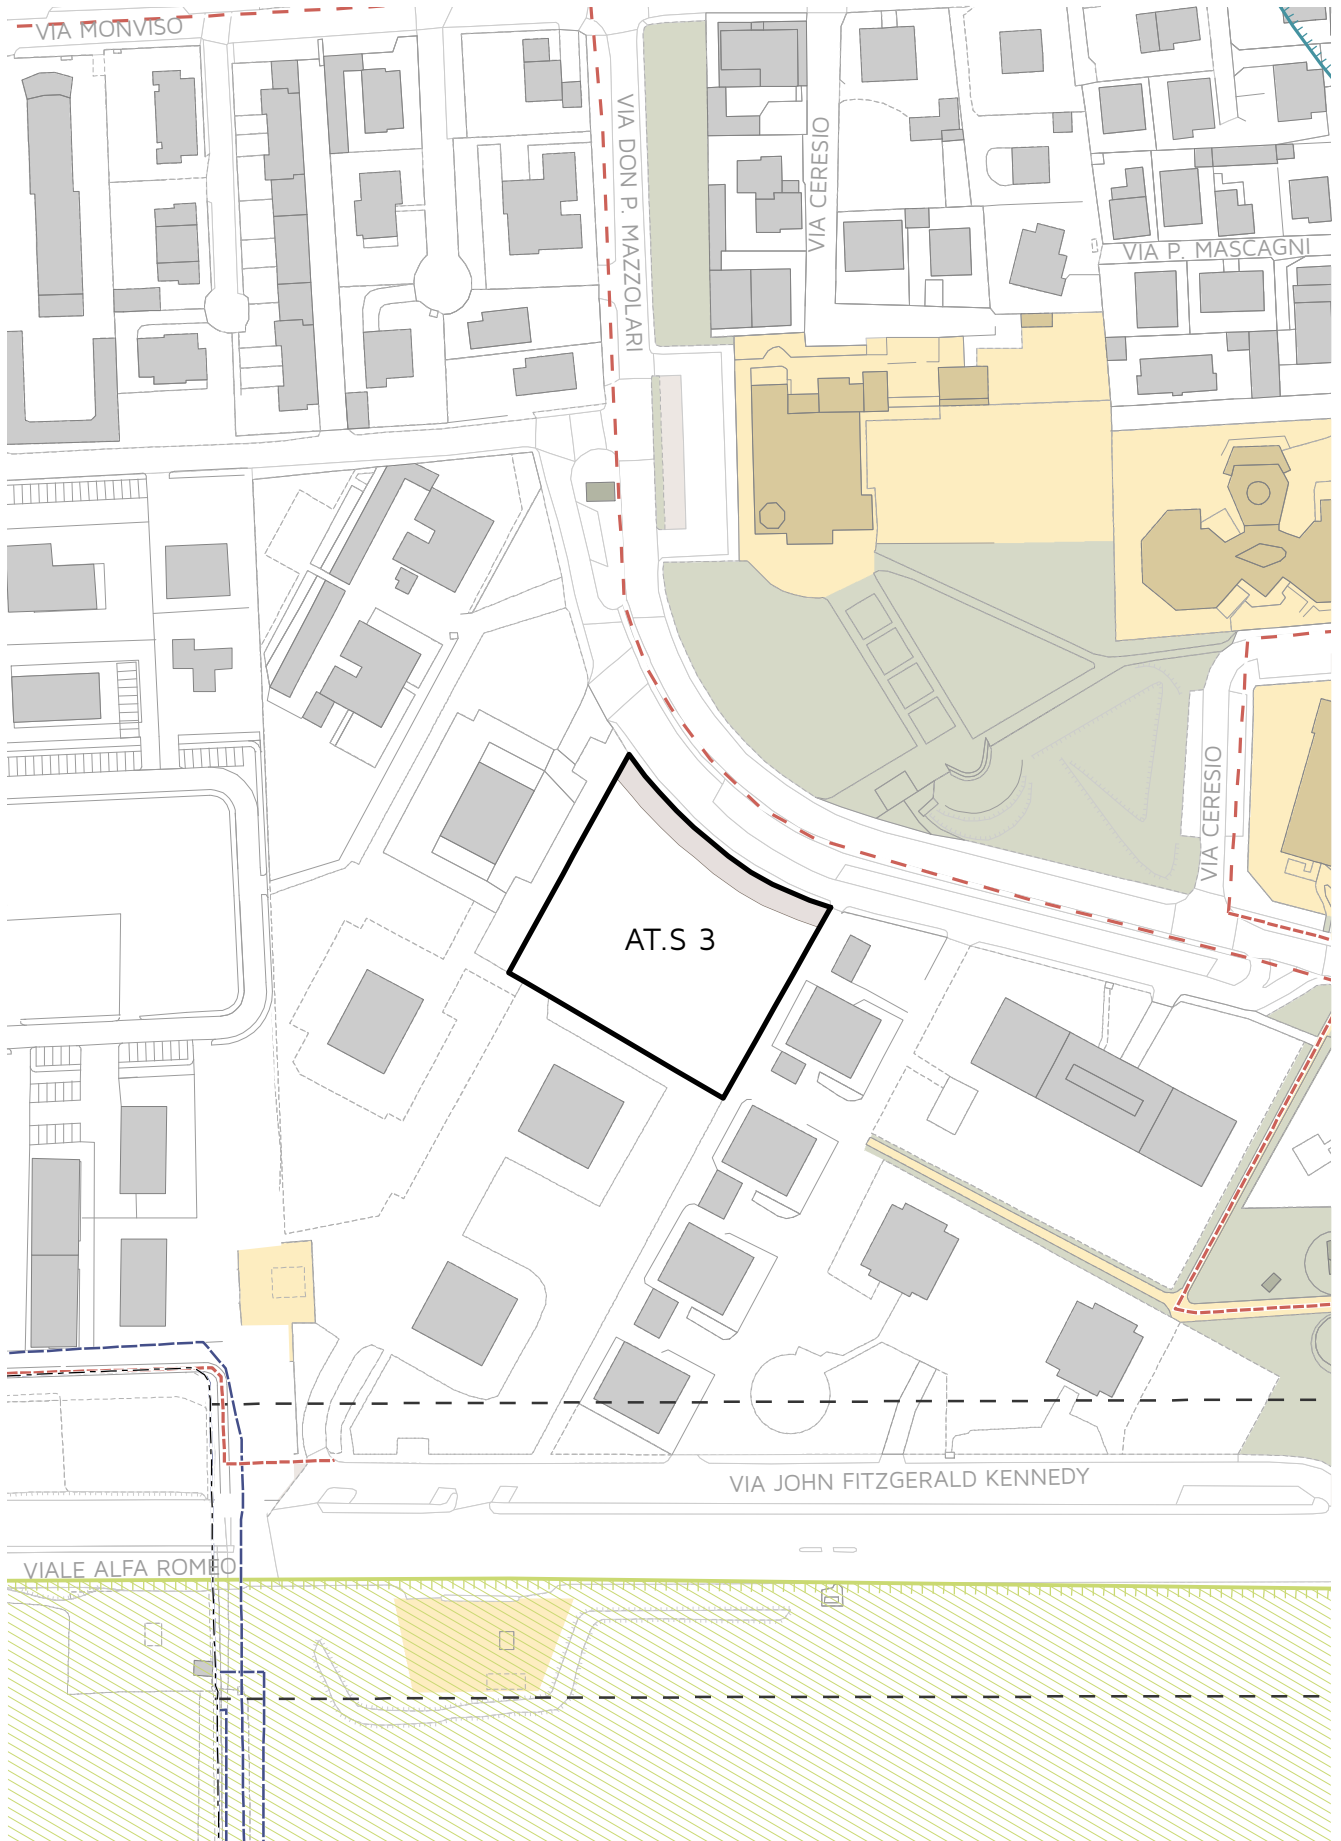 VIA MONVISO
VIA DON P. MAZZOLARI
VIA CERESIO
VIA P. MASCAGNI
VIA CERESIO
AT.S 3
VIA JOHN FITZGERALD KENNEDY
VIALE ALFA ROMEO